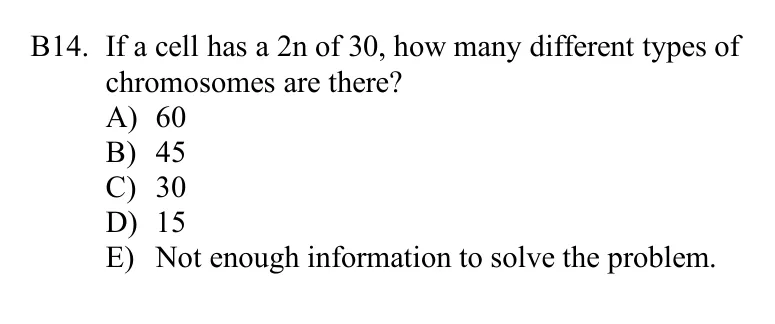 B14. If a cell has a 2n of 30, how many different types of
chromosomes are there?
A) 60
B) 45
C) 30
D) 15
E) Not enough information to solve the problem.